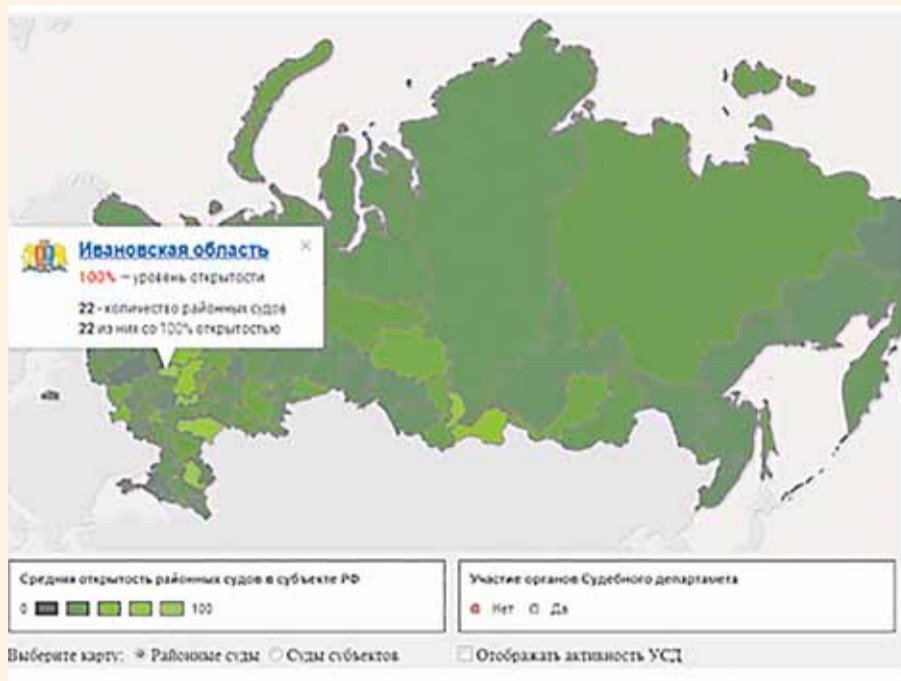 Ивановская область
100% – уровень открытости
22 - количество районных судов
22 из них со 100% открытостью
Средняя открытость районных судов в субъекте РФ
0 100
Участие органов Судебного департамета
Нет Да
Выберите карту: Районные суды Суды субъектов
Отображать активность УСД